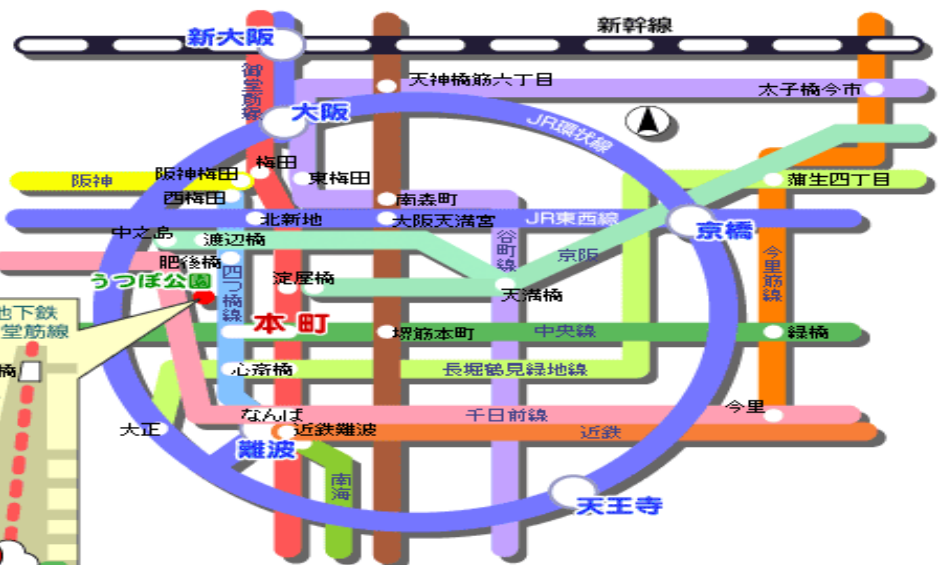 新幹線
新大阪
御堂筋線
天神橋筋六丁目
太子橋今市
大阪
JR環状線
梅田
阪神
阪神梅田
東梅田
蒲生四丁目
西梅田
南森町
北新地
大阪天満宮
JR東西線
京橋
中之島
渡辺橋
谷町線
京阪
今里筋線
肥後橋
四つ橋線
うつぼ公園
淀屋橋
天満橋
地下鉄
堂筋線
本町
堺筋本町
中央線
緑橋
橋
心斎橋
長堀鶴見緑地線
なんば
千日前線
今里
大正
近鉄難波
近鉄
難波
南海
天王寺